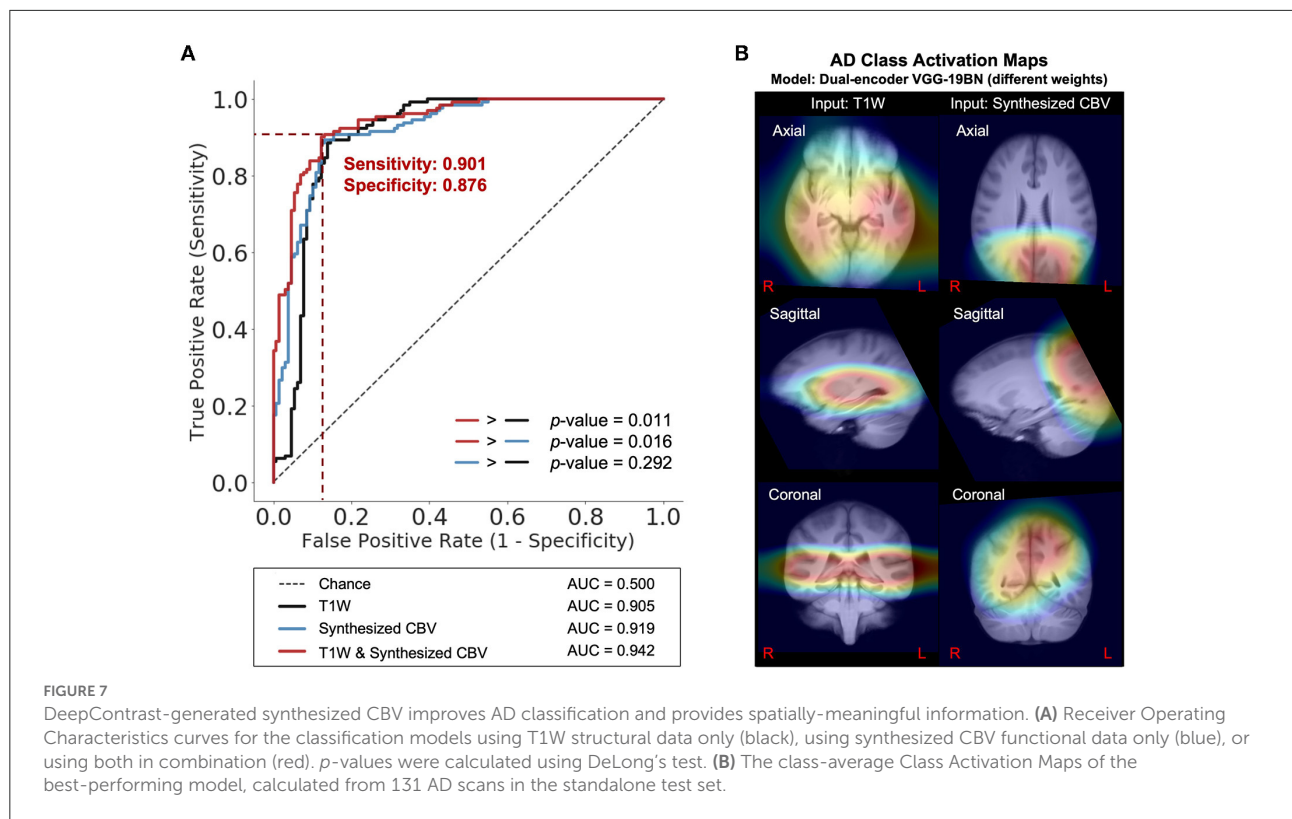 A
1.0
0.8
0.6
0.4
0.2
0.0
True Positive Rate (Sensitivity)
Sensitivity: 0.901
Specificity: 0.876
> p-value = 0.011
> p-value = 0.016
> p-value = 0.292
0.0 0.2 0.4 0.6 0.8 1.0
False Positive Rate (1 - Specificity)
Chance AUC = 0.500
T1W AUC = 0.905
Synthesized CBV AUC = 0.919
T1W & Synthesized CBV AUC = 0.942
B
AD Class Activation Maps
Model: Dual-encoder VGG-19BN (different weights)
Input: T1W Input: Synthesized CBV
Axial Axial
R L R L
Sagittal Sagittal
Coronal Coronal
R L R L
FIGURE 7
DeepContrast-generated synthesized CBV improves AD classification and provides spatially-meaningful information. (A) Receiver Operating
Characteristics curves for the classification models using T1W structural data only (black), using synthesized CBV functional data only (blue), or
using both in combination (red). p-values were calculated using DeLong's test. (B) The class-average Class Activation Maps of the
best-performing model, calculated from 131 AD scans in the standalone test set.